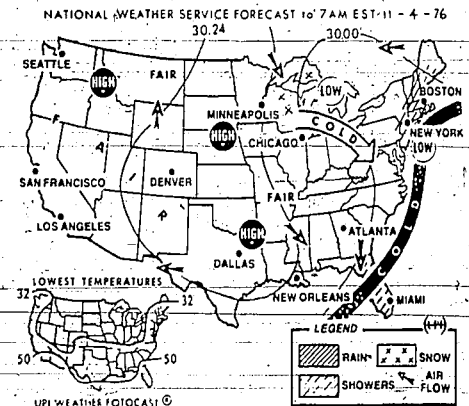 NATIONAL WEATHER SERVICE FORECAST to 7AM EST 11 - 4 - 76
30.24
30.00
SEATTLE
HIGH
FAIR
LOW
BOSTON
MINNEAPOLIS
HIGH
COLD
NEW YORK
CHICAGO
LOW
F
A
I
R
SAN FRANCISCO
DENVER
FAIR
COLD
LOS ANGELES
HIGH
ATLANTA
DALLAS
LOWEST TEMPERATURES
32
32
NEW ORLEANS
MIAMI
50
50
LEGEND
RAIN
SNOW
SHOWERS
AIR FLOW
UPI WEATHER FOTOCAST ©